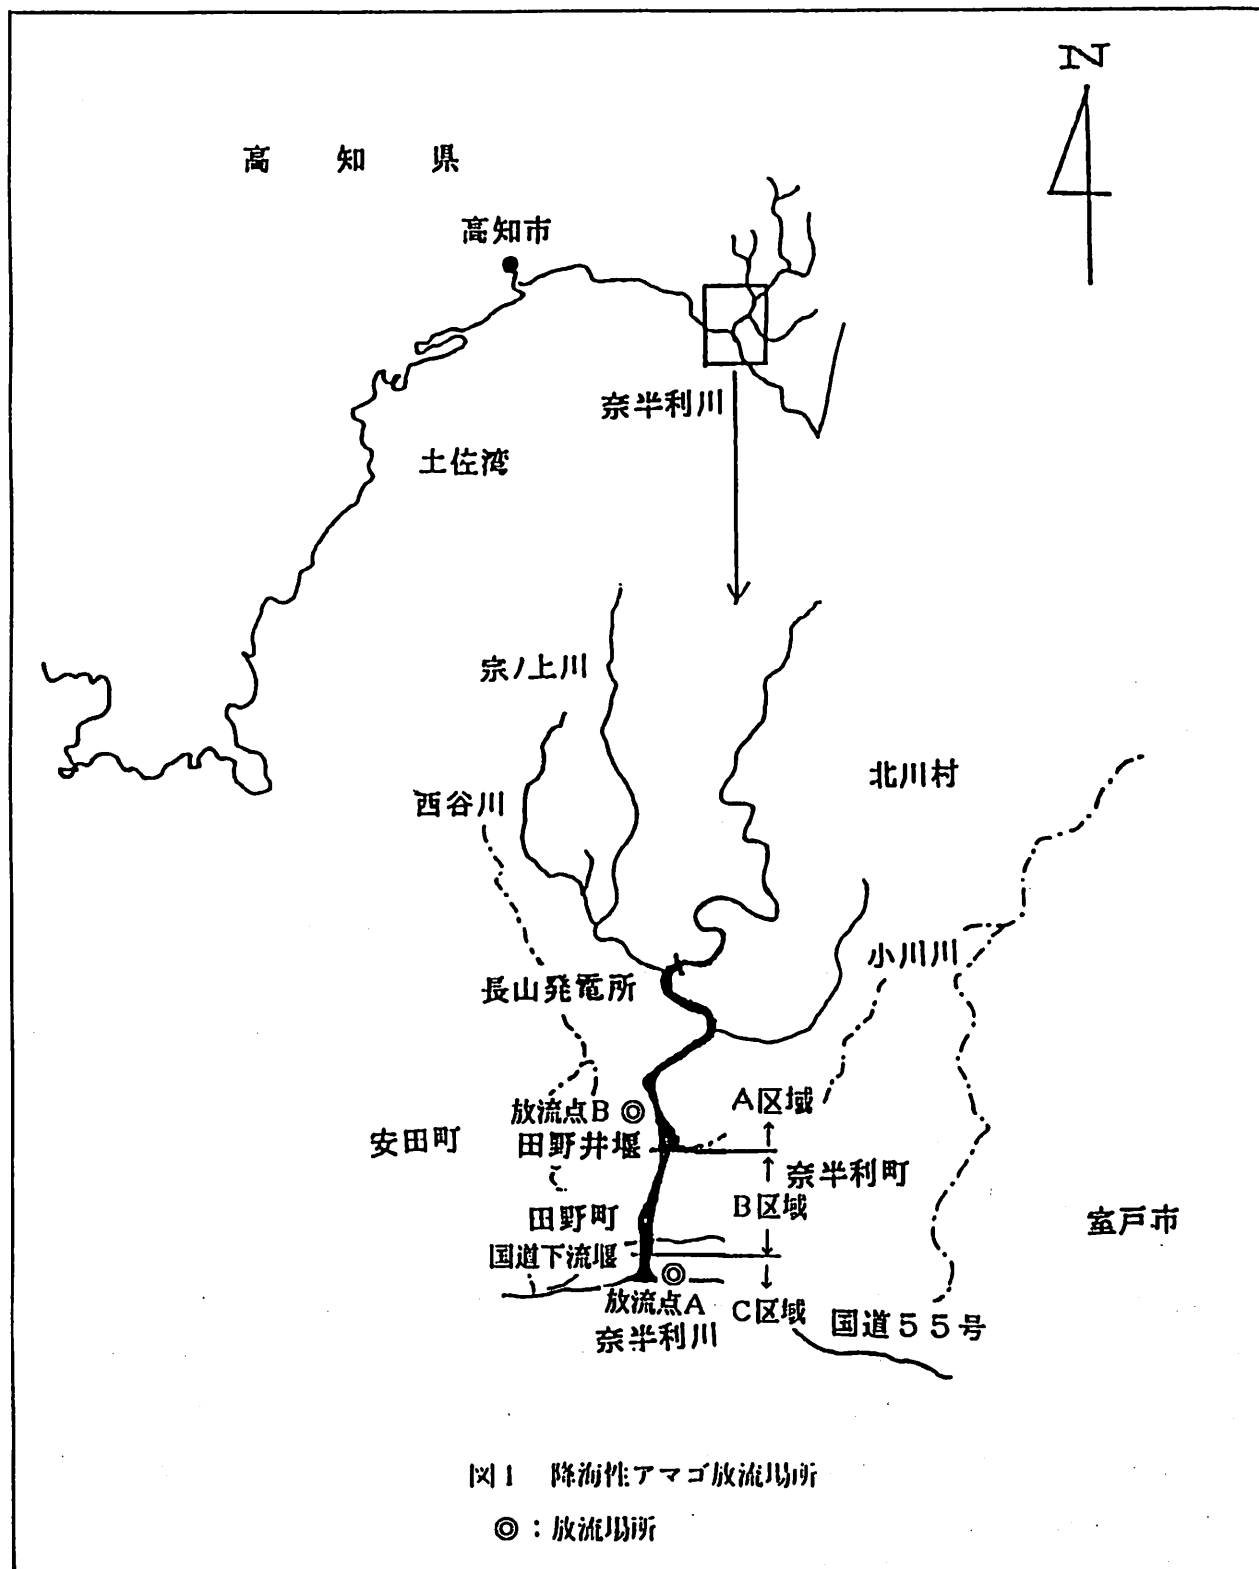 N
高知県
高知市
奈半利川
土佐湾
宗ノ上川
北川村
西谷川
小川川
長山発電所
A区域
放流点B ◎
安田町
田野井堰
奈半利町
B区域
田野町
室戸市
国道下流堰
◎
放流点A
C区域
国道55号
奈半利川
図1 降海性アマゴ放流場所
◎：放流場所